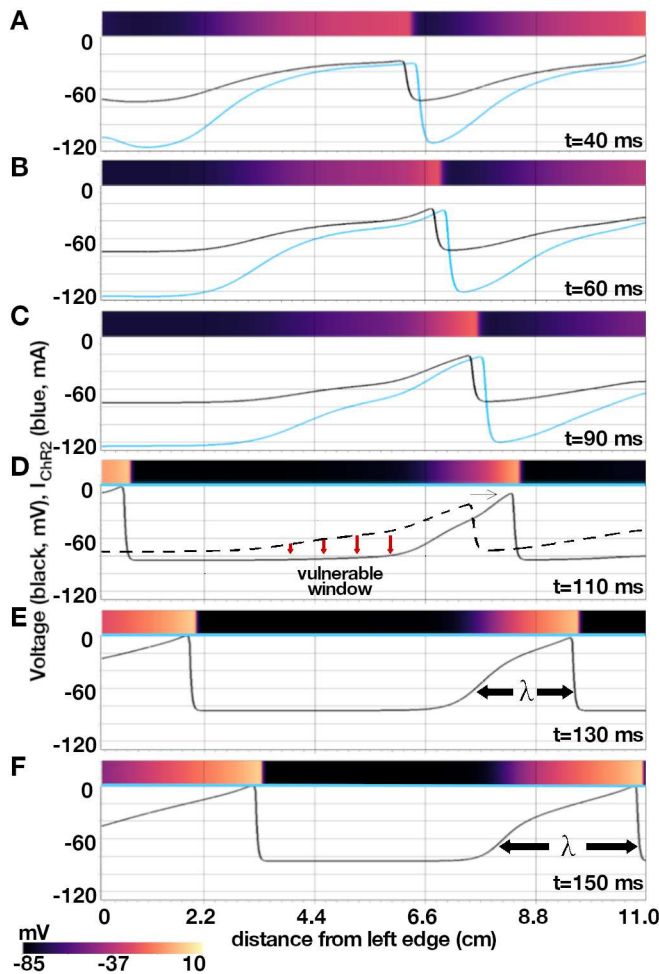 A
0
-60
-120
t=40 ms
B
0
-60
-120
t=60 ms
C
0
-60
-120
t=90 ms
D
0
-60
-120
vulnerable
window
t=110 ms
E
0
-60
-120
λ
t=130 ms
F
0
-60
-120
λ
t=150 ms
Voltage (black, mV), I_ChR2 (blue, mA)
0 2.2 4.4 6.6 8.8 11.0
distance from left edge (cm)
mV
-85 -37 10